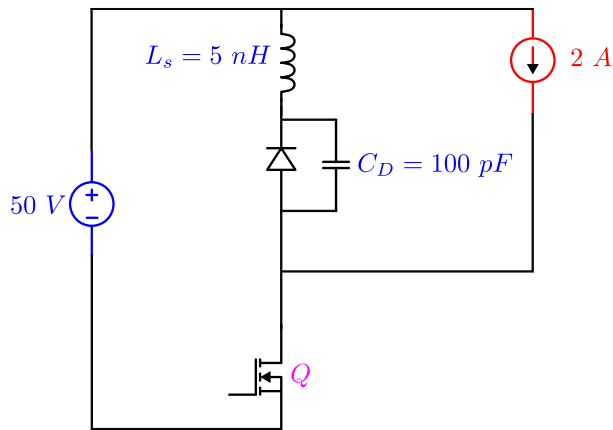 L_s = 5 nH
2 A
C_D = 100 pF
50 V
+
−
Q